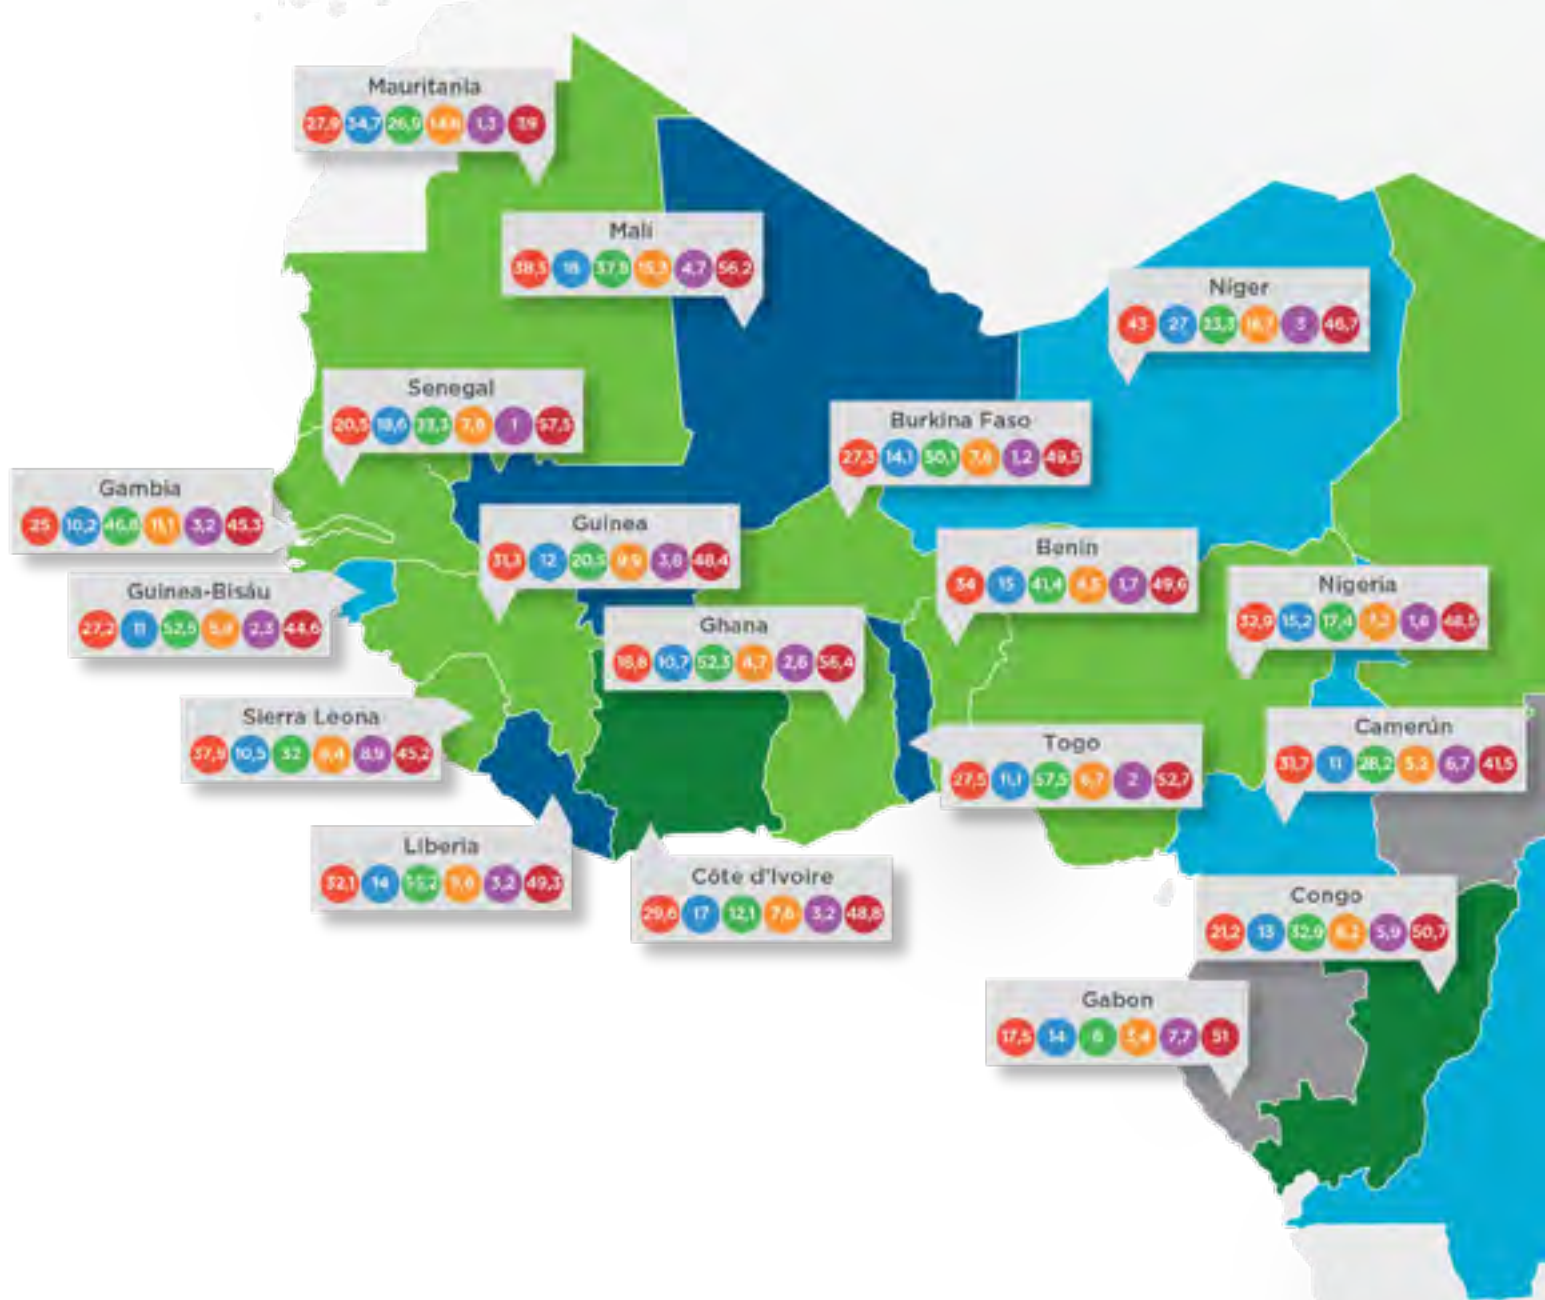 Mauritania
27,9 34,7 26,9 14,6 1,3 39
Malí
38,5 18 37,9 15,3 4,7 56,2
Níger
43 27 33,3 18,7 3 46,7
Senegal
20,5 18,6 33,3 7,8 1 57,5
Burkina Faso
27,3 14,1 50,1 7,6 1,2 49,5
Gambia
25 10,2 46,8 11,1 3,2 45,3
Guinea
31,3 12 20,5 9,9 3,8 48,4
Benín
34 15 41,4 4,5 1,7 49,6
Guinea-Bisáu
27,2 11 52,5 2,3 44,6
Nigeria
32,9 15,2 17,4 7,2 1,8 48,5
Ghana
18,8 10,7 52,3 4,7 2,6 56,4
Sierra Leona
37,9 10,5 32 9,4 8,9 45,2
Togo
27,5 11,1 57,5 6,7 2 52,7
Camerún
31,7 11 28,2 5,2 6,7 41,5
Liberia
32,1 14 9,6 3,2 49,3
Côte d'Ivoire
29,6 17 12,1 7,6 3,2 48,8
Congo
21,2 13 32,9 8,2 5,9 50,7
Gabon
17,5 14 6 3,4 7,7 51